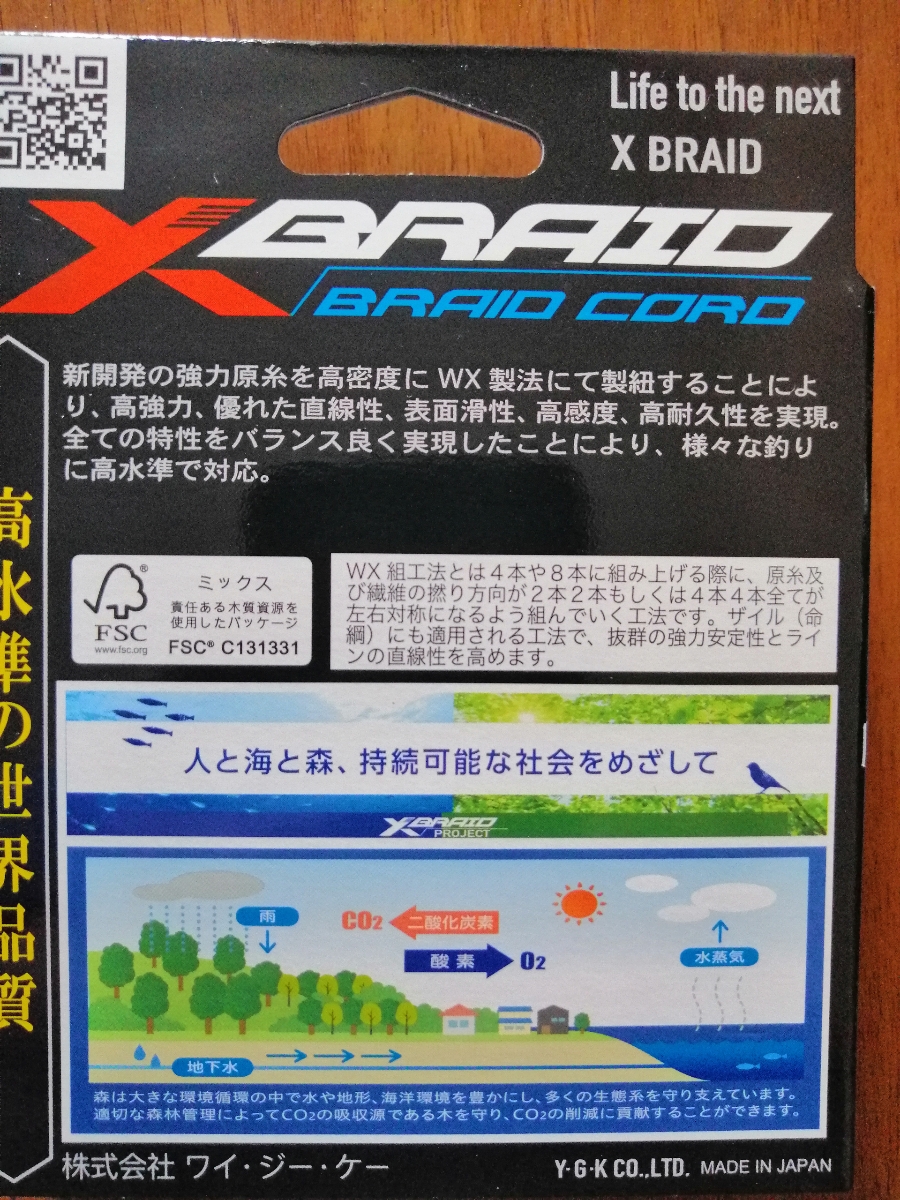 Life to the next
X BRAID
XBRAID
BRAID CORD
新開発の強力原糸を高密度に WX 製法にて製紐することによ
り、高強力、優れた直線性、表面滑性、高感度、高耐久性を実現。
全ての特性をバランス良く実現したことにより、様々な釣り
に高水準で対応。
高水準の世界品質
FSC
www.fsc.org
ミックス
責任ある木質資源を
使用したパッケージ
FSC® C131331
WX 組工法とは４本や８本に組み上げる際に、原糸及
び繊維の撚り方向が２本２本もしくは４本４本全てが
左右対称になるよう組んでいく工法です。ザイル（命
綱）にも適用される工法で、抜群の強力安定性とライ
ンの直線性を高めます。
人と海と森、持続可能な社会をめざして
XBRAID
PROJECT
雨
CO2 二酸化炭素
酸素 O2
水蒸気
地下水
森は大きな環境循環の中で水や地形、海洋環境を豊かにし、多くの生態系を守り支えています。
適切な森林管理によってCO2の吸収源である木を守り、CO2の削減に貢献することができます。
株式会社 ワイ・ジー・ケー
Y·G·K CO.,LTD. MADE IN JAPAN